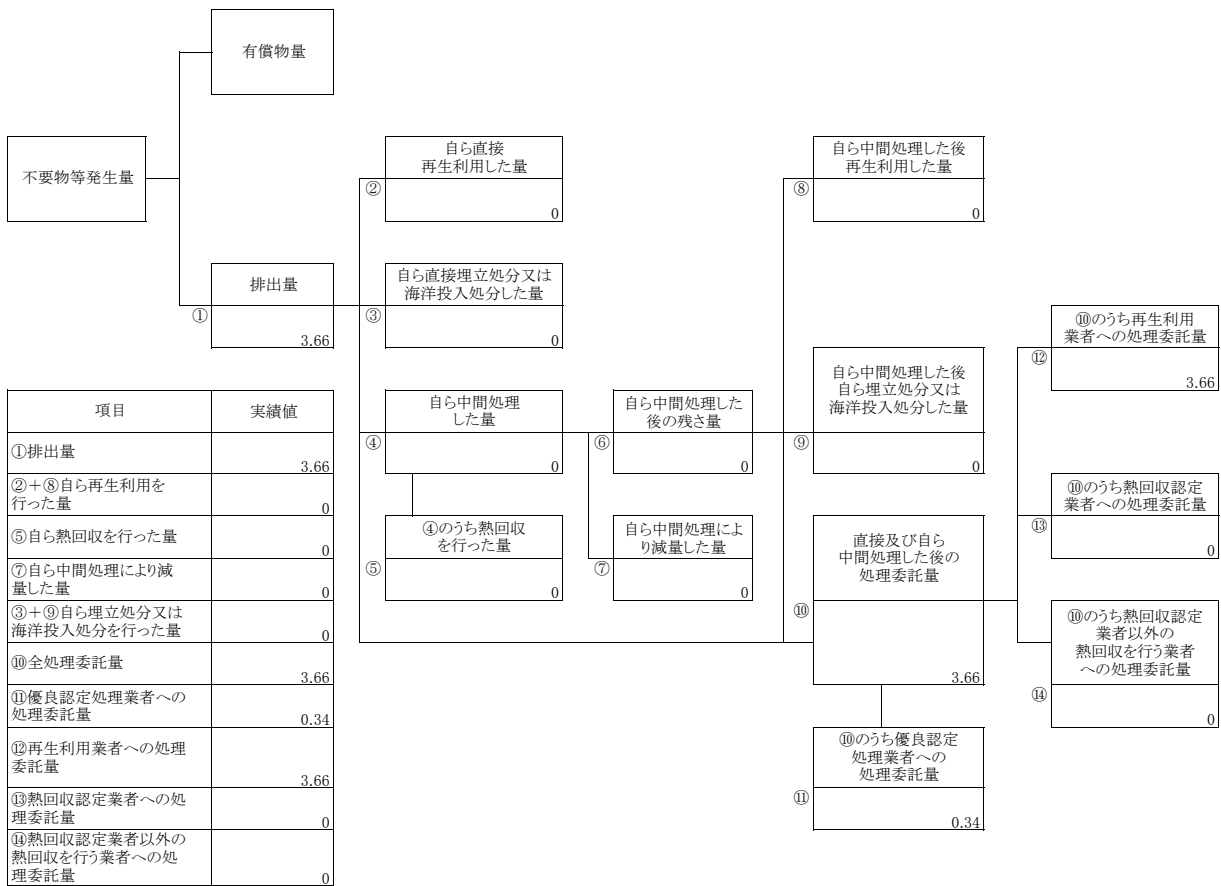 有償物量
不要物等発生量
排出量
①
3.66
自ら直接
再生利用した量
②
0
自ら直接埋立処分又は
海洋投入処分した量
③
0
自ら中間処理
した量
④
0
④のうち熱回収
を行った量
⑤
0
自ら中間処理した
後の残さ量
⑥
0
自ら中間処理によ
り減量した量
⑦
0
自ら中間処理した後
再生利用した量
⑧
0
自ら中間処理した後
自ら埋立処分又は
海洋投入処分した量
⑨
0
直接及び自ら
中間処理した後の
処理委託量
⑩
3.66
⑩のうち優良認定
処理業者への
処理委託量
⑪
0.34
⑩のうち再生利用
業者への処理委託量
⑫
3.66
⑩のうち熱回収認定
業者への処理委託量
⑬
0
⑩のうち熱回収認定
業者以外の
熱回収を行う業者
への処理委託量
⑭
0
項目 実績値
①排出量
3.66
②+⑧自ら再生利用を
行った量
0
⑤自ら熱回収を行った量
0
⑦自ら中間処理により減
量した量
0
③+⑨自ら埋立処分又は
海洋投入処分を行った量
0
⑩全処理委託量
3.66
⑪優良認定処理業者への
処理委託量
0.34
⑫再生利用業者への処理
委託量
3.66
⑬熱回収認定業者への処
理委託量
0
⑭熱回収認定業者以外の
熱回収を行う業者への処
理委託量
0